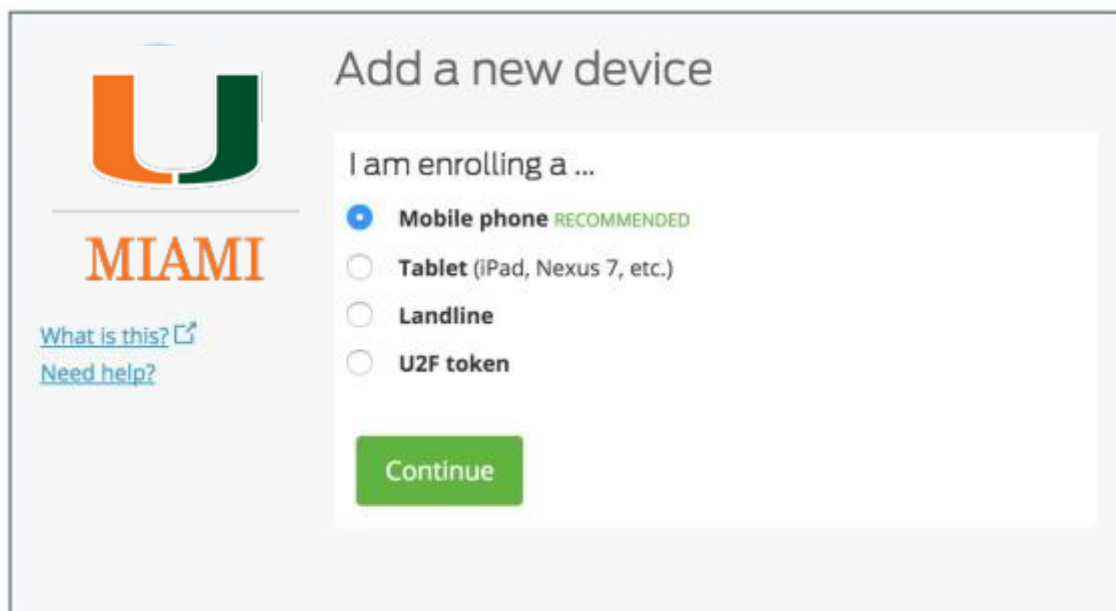 Add a new device
I am enrolling a ...
Mobile phone RECOMMENDED
Tablet (iPad, Nexus 7, etc.)
Landline
U2F token
Continue
U
MIAMI
What is this?
Need help?